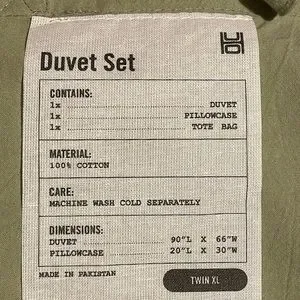 Duvet Set
CONTAINS:
1x DUVET
1x PILLOWCASE
1x TOTE BAG
MATERIAL:
100% COTTON
CARE:
MACHINE WASH COLD SEPARATELY
DIMENSIONS:
DUVET 90"L X 66"W
PILLOWCASE 20"L X 30"W
MADE IN PAKISTAN
TWIN XL